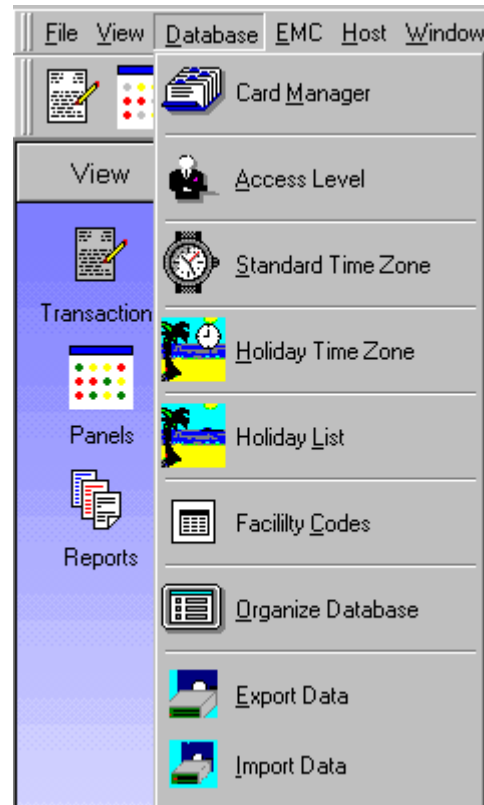 File View Database EMC Host Window
Card Manager
View
Access Level
Standard Time Zone
Transaction
Holiday Time Zone
Panels
Holiday List
Facililty Codes
Reports
Organize Database
Export Data
Import Data